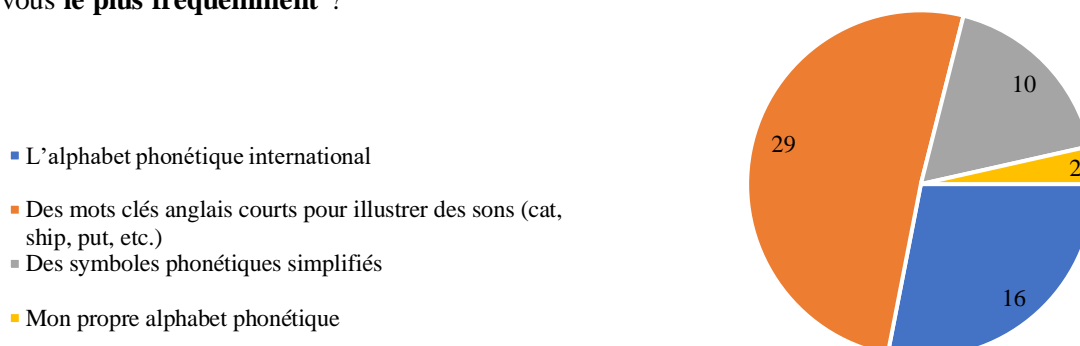 vous le plus fréquemment ?
10
29
L’alphabet phonétique international
2
Des mots clés anglais courts pour illustrer des sons (cat,
ship, put, etc.)
Des symboles phonétiques simplifiés
16
Mon propre alphabet phonétique